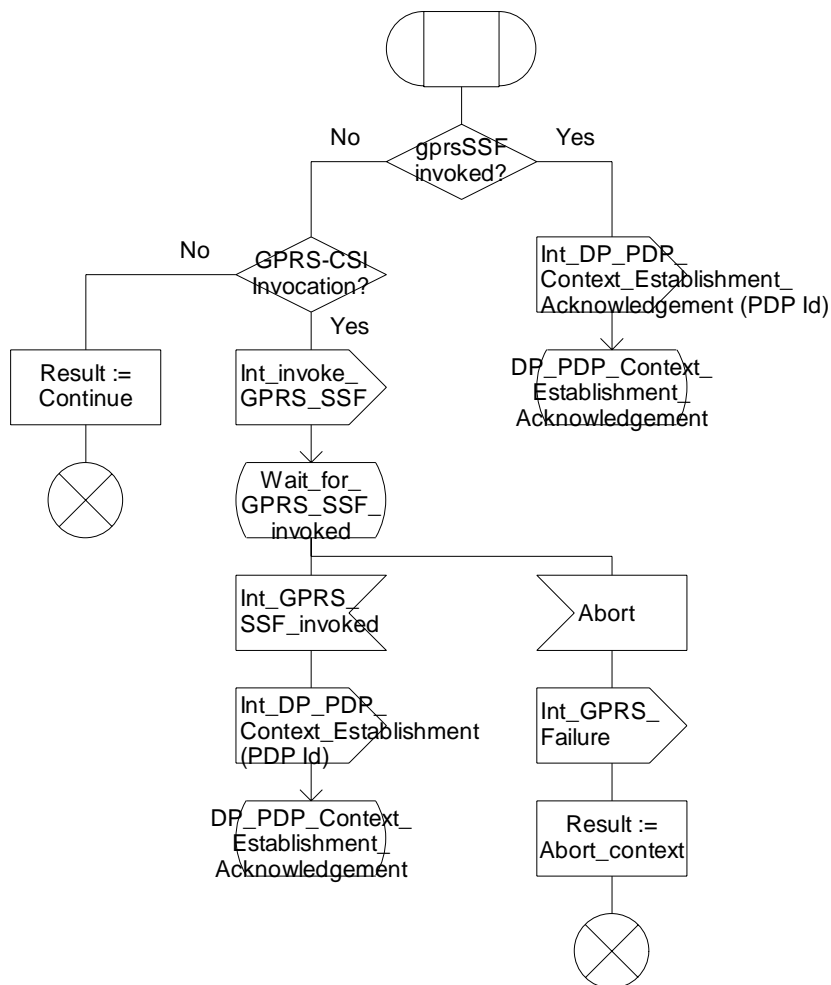 No
gprsSSF
invoked?
Yes
No
GPRS-CSI
Invocation?
Yes
Int_DP_PDP_
Context_Establishment_
Acknowledgement (PDP Id)
Result :=
Continue
Int_invoke_
GPRS_SSF
DP_PDP_Context_
Establishment_
Acknowledgement
Wait_for_
GPRS_SSF_
invoked
Int_GPRS_
SSF_invoked
Abort
Int_DP_PDP_
Context_Establishment
(PDP Id)
Int_GPRS_
Failure
DP_PDP_Context_
Establishment_
Acknowledgement
Result :=
Abort_context